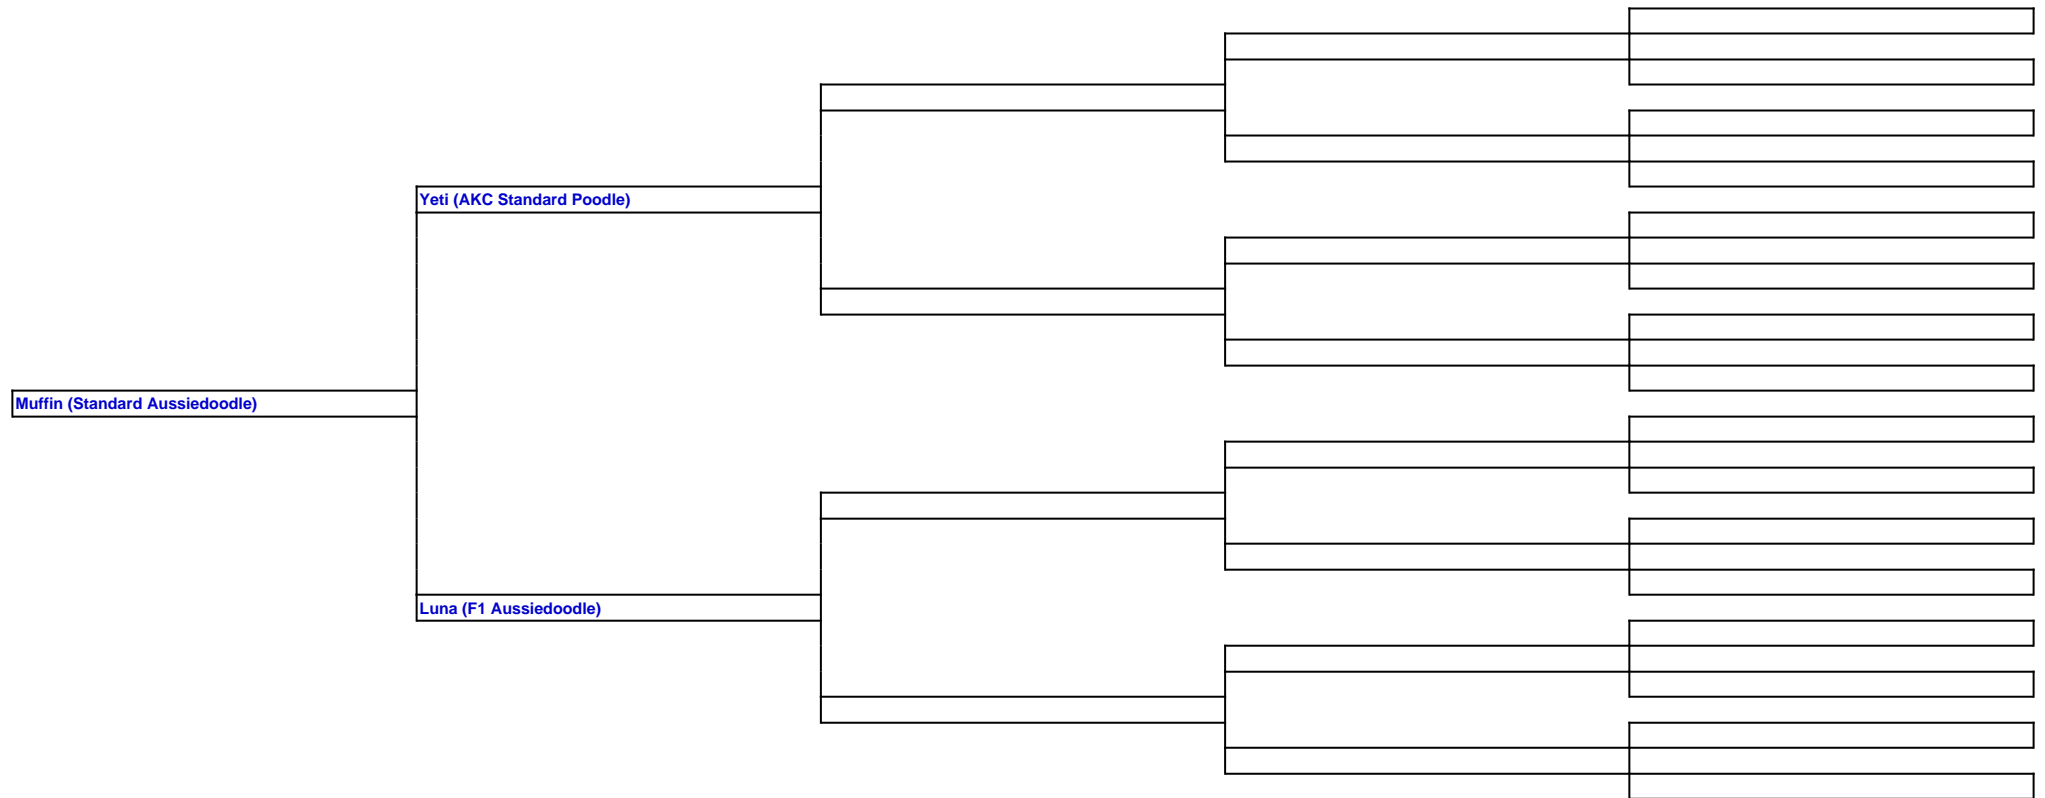 Yeti (AKC Standard Poodle)
Muffin (Standard Aussiedoodle)
Luna (F1 Aussiedoodle)